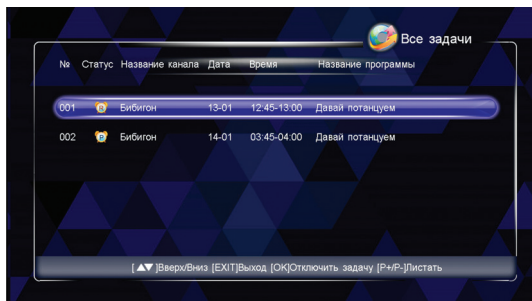 Все задачи
№ Статус Название канала Дата Время Название программы
001 R Бибигон 13-01 12:45-13:00 Давай потанцуем
002 P Бибигон 14-01 03:45-04:00 Давай потанцуем
[ ▲▼ ]Вверх/Вниз [EXIT]Выход [OK]Отключить задачу [P+/P-]Листать